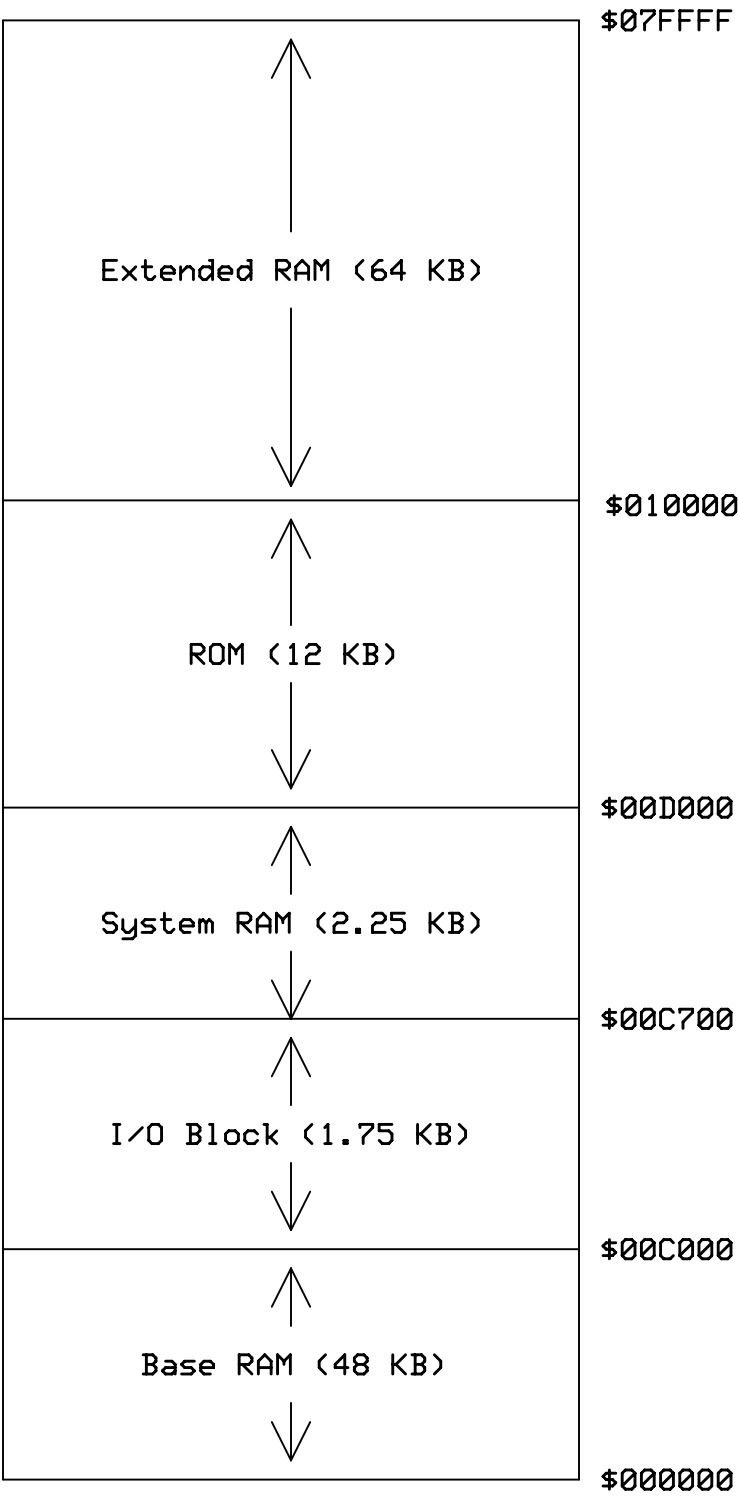 $07FFFF
Extended RAM (64 KB)
$010000
ROM (12 KB)
$00D000
System RAM (2.25 KB)
$00C700
I/O Block (1.75 KB)
$00C000
Base RAM (48 KB)
$000000